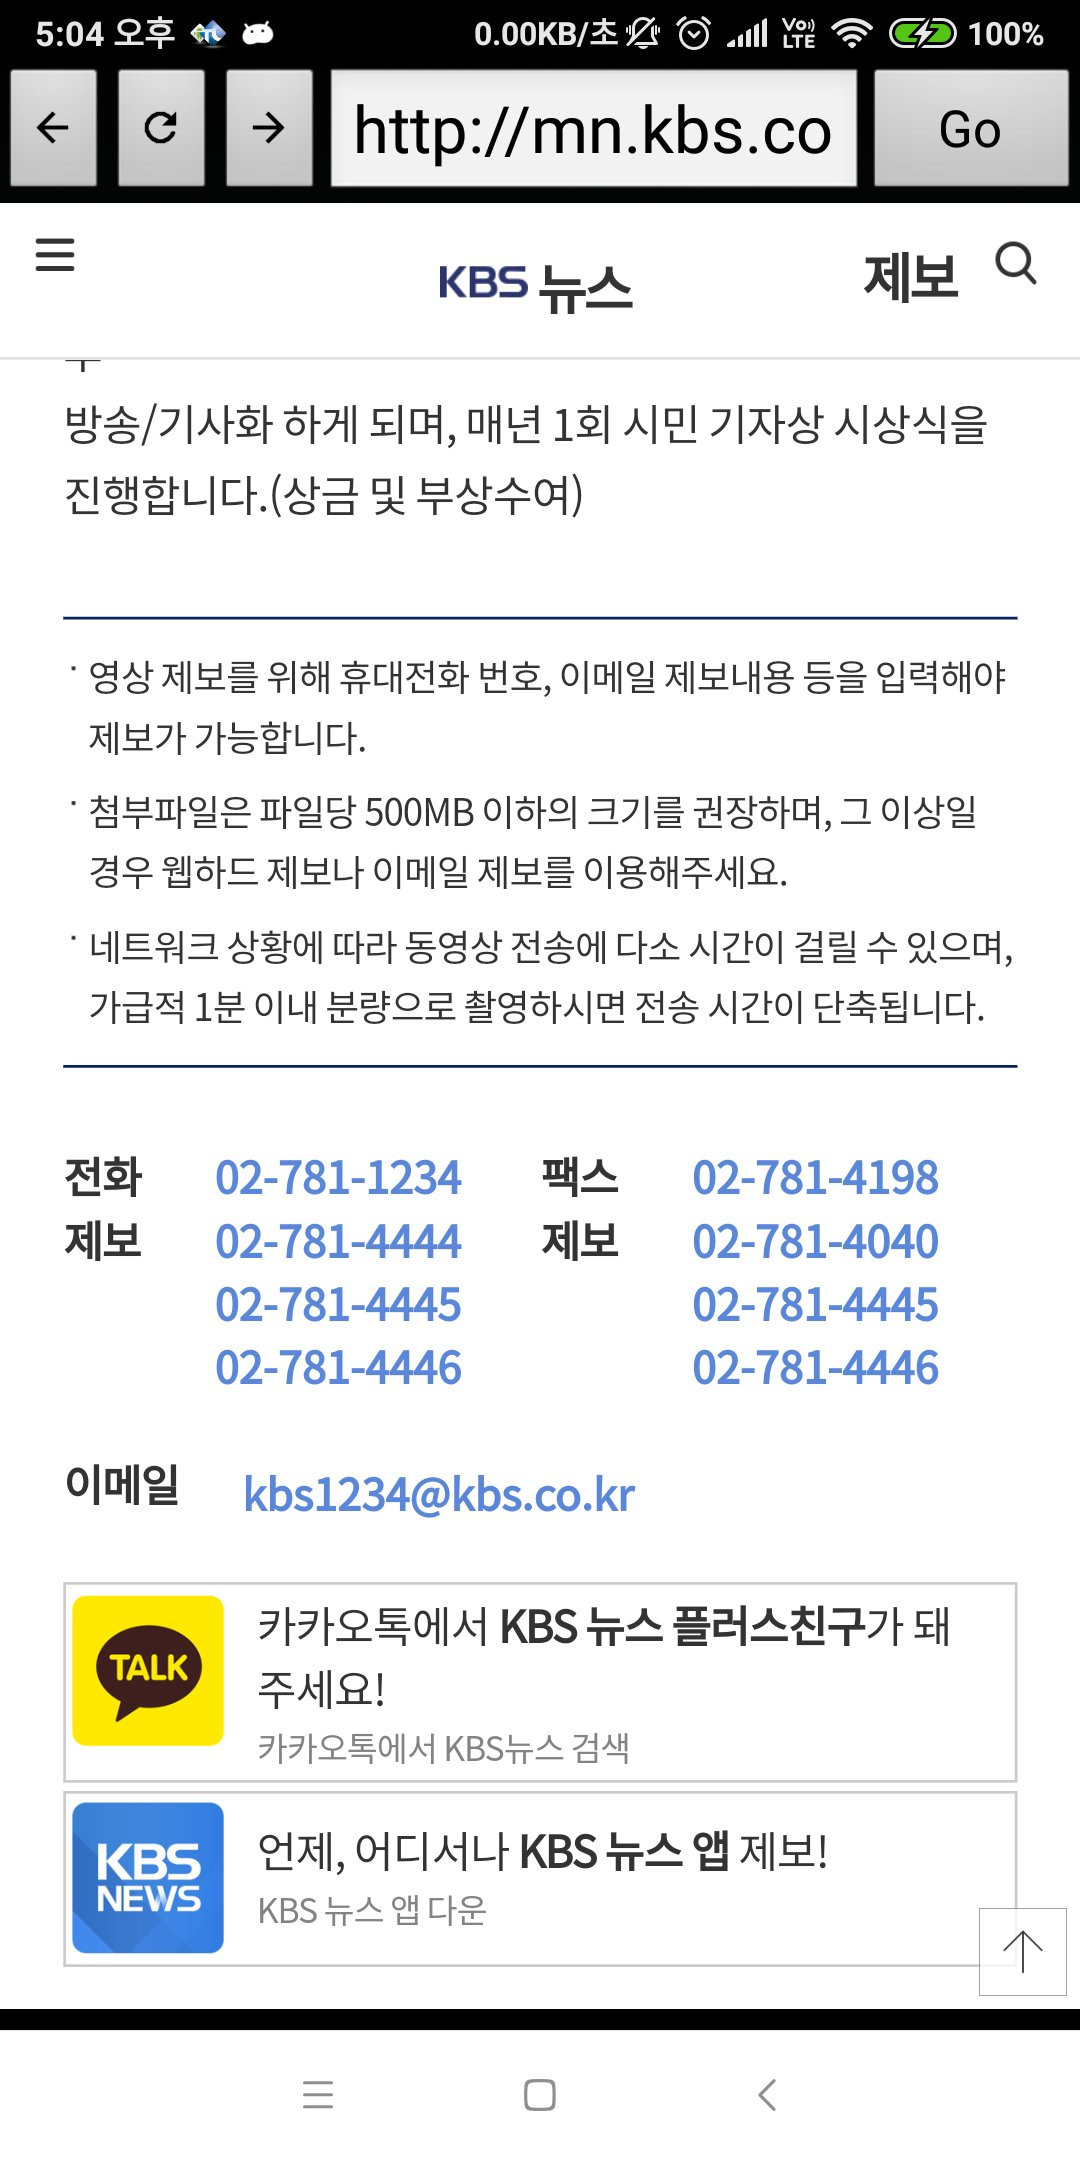 5:04 오후
0.00KB/초
Vo)) LTE
100%
http://mn.kbs.co
Go
KBS 뉴스
제보
방송/기사화 하게 되며, 매년 1회 시민 기자상 시상식을
진행합니다.(상금 및 부상수여)
· 영상 제보를 위해 휴대전화 번호, 이메일 제보내용 등을 입력해야
제보가 가능합니다.
· 첨부파일은 파일당 500MB 이하의 크기를 권장하며, 그 이상일
경우 웹하드 제보나 이메일 제보를 이용해주세요.
· 네트워크 상황에 따라 동영상 전송에 다소 시간이 걸릴 수 있으며,
가급적 1분 이내 분량으로 촬영하시면 전송 시간이 단축됩니다.
전화 02-781-1234 팩스 02-781-4198
제보 02-781-4444 제보 02-781-4040
02-781-4445 02-781-4445
02-781-4446 02-781-4446
이메일 kbs1234@kbs.co.kr
TALK
카카오톡에서 KBS 뉴스 플러스친구가 돼
주세요!
카카오톡에서 KBS뉴스 검색
KBS
NEWS
언제, 어디서나 KBS 뉴스 앱 제보!
KBS 뉴스 앱 다운